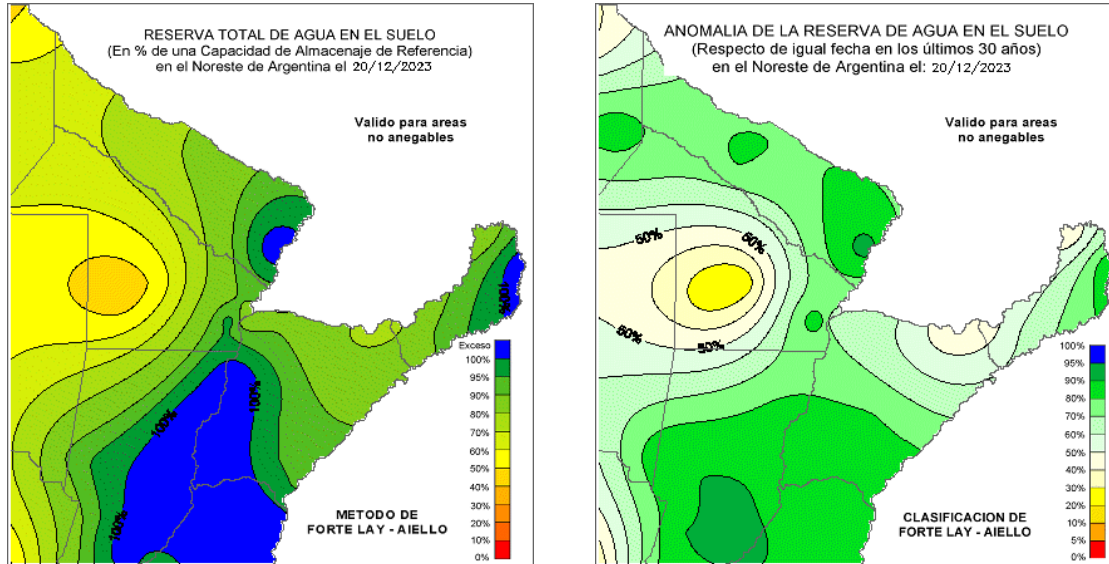 RESERVA TOTAL DE AGUA EN EL SUELO
(En % de una Capacidad de Almacenaje de Referencia)
en el Noreste de Argentina el 20/12/2023
Valido para areas
no anegables
100%
100%
100%
100%
Exceso
100%
95%
90%
80%
70%
60%
50%
40%
30%
20%
10%
0%
METODO DE
FORTE LAY - AIELLO
ANOMALIA DE LA RESERVA DE AGUA EN EL SUELO
(Respecto de igual fecha en los últimos 30 años)
en el Noreste de Argentina el: 20/12/2023
Valido para areas
no anegables
50%
50%
50%
50%
100%
95%
90%
80%
70%
60%
50%
40%
30%
20%
10%
5%
0%
CLASIFICACION DE
FORTE LAY - AIELLO